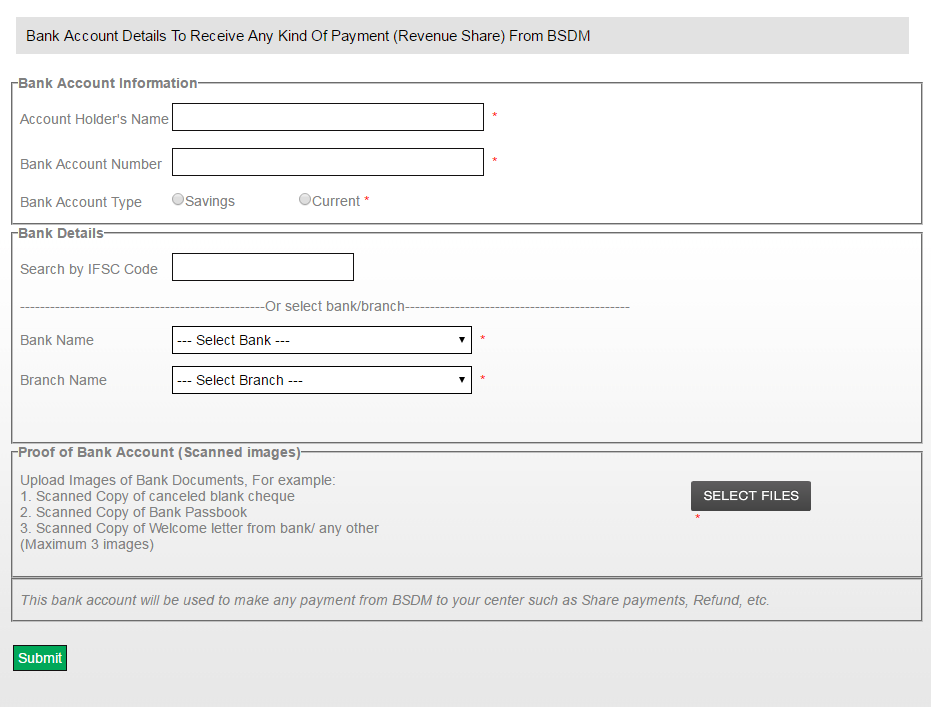 Bank Account Details To Receive Any Kind Of Payment (Revenue Share) From BSDM
Bank Account Information
Account Holder's Name *
Bank Account Number *
Bank Account Type Savings Current *
Bank Details
Search by IFSC Code
-------------------------------------------------Or select bank/branch---------------------------------------------
Bank Name --- Select Bank --- *
Branch Name --- Select Branch --- *
Proof of Bank Account (Scanned images)
Upload Images of Bank Documents, For example:
1. Scanned Copy of canceled blank cheque
SELECT FILES
2. Scanned Copy of Bank Passbook
*
3. Scanned Copy of Welcome letter from bank/ any other
(Maximum 3 images)
This bank account will be used to make any payment from BSDM to your center such as Share payments, Refund, etc.
Submit